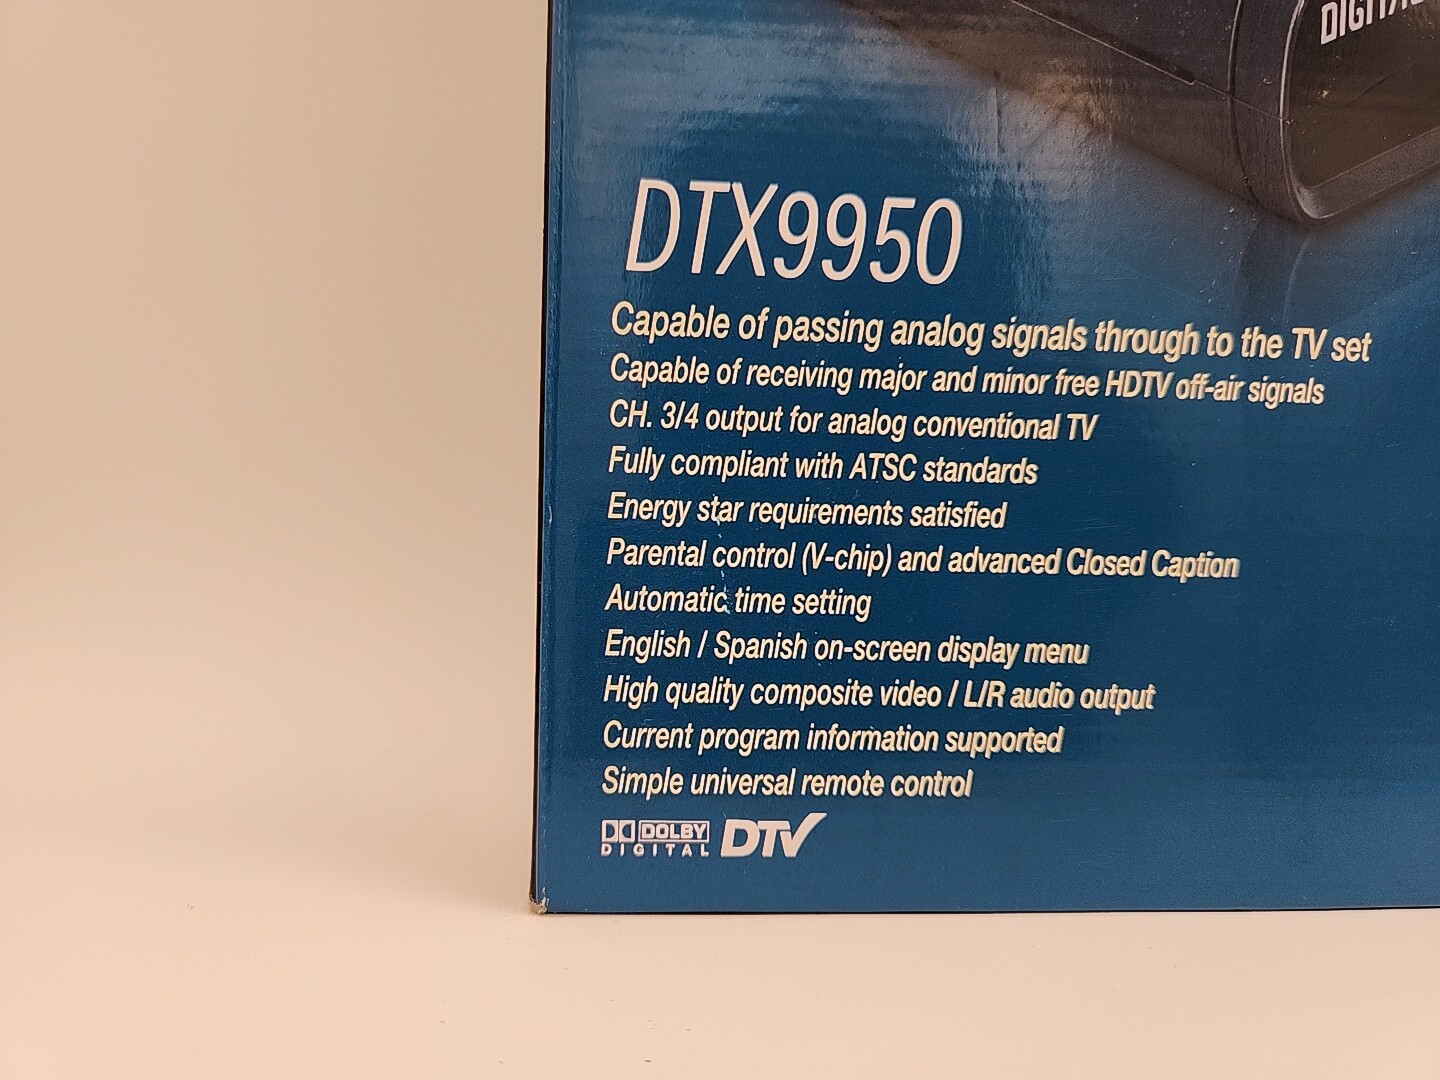 DTX9950
Capable of passing analog signals through to the TV set
Capable of receiving major and minor free HDTV off-air signals
CH. 3/4 output for analog conventional TV
Fully compliant with ATSC standards
Energy star requirements satisfied
Parental control (V-chip) and advanced Closed Caption
Automatic time setting
English / Spanish on-screen display menu
High quality composite video / L/R audio output
Current program information supported
Simple universal remote control
DOLBY DTV
DIGITAL